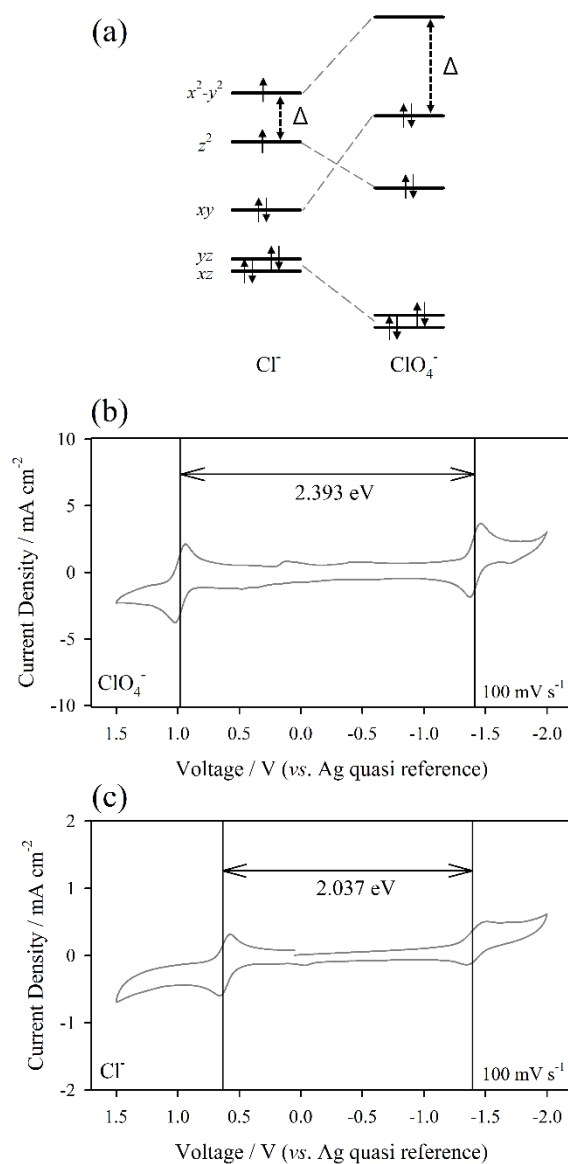 (a)
x²-y²
Δ
Δ
z²
xy
yz
xz
Cl⁻
ClO₄⁻
(b)
10
5
0
-5
-10
Current Density / mA cm⁻²
2.393 eV
ClO₄⁻
100 mV s⁻¹
1.5 1.0 0.5 0.0 -0.5 -1.0 -1.5 -2.0
Voltage / V (vs. Ag quasi reference)
(c)
2
1
0
-1
-2
Current Density / mA cm⁻²
2.037 eV
Cl⁻
100 mV s⁻¹
1.5 1.0 0.5 0.0 -0.5 -1.0 -1.5 -2.0
Voltage / V (vs. Ag quasi reference)